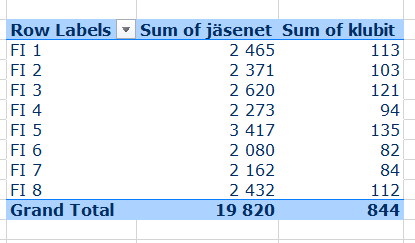 Row Labels Sum of jäsenet Sum of klubit
FI 1 2 465 113
FI 2 2 371 103
FI 3 2 620 121
FI 4 2 273 94
FI 5 3 417 135
FI 6 2 080 82
FI 7 2 162 84
FI 8 2 432 112
Grand Total 19 820 844